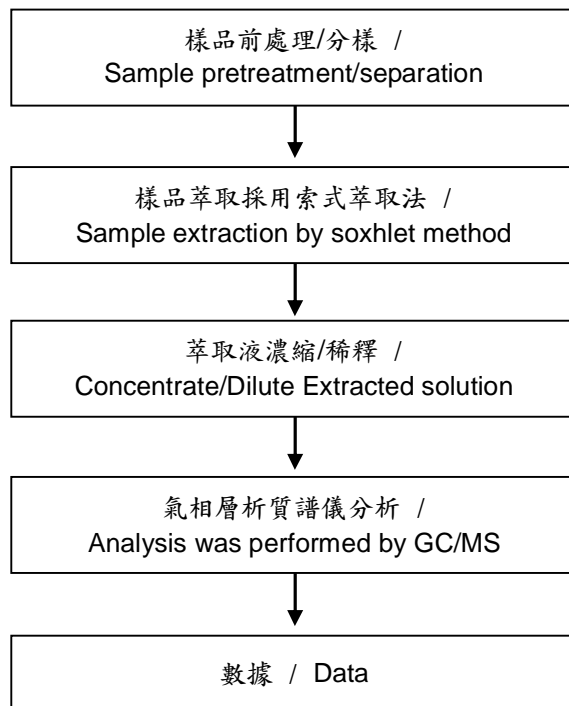 樣品前處理/分樣 /
Sample pretreatment/separation
樣品萃取採用索式萃取法 /
Sample extraction by soxhlet method
萃取液濃縮/稀釋 /
Concentrate/Dilute Extracted solution
氣相層析質譜儀分析 /
Analysis was performed by GC/MS
數據 / Data